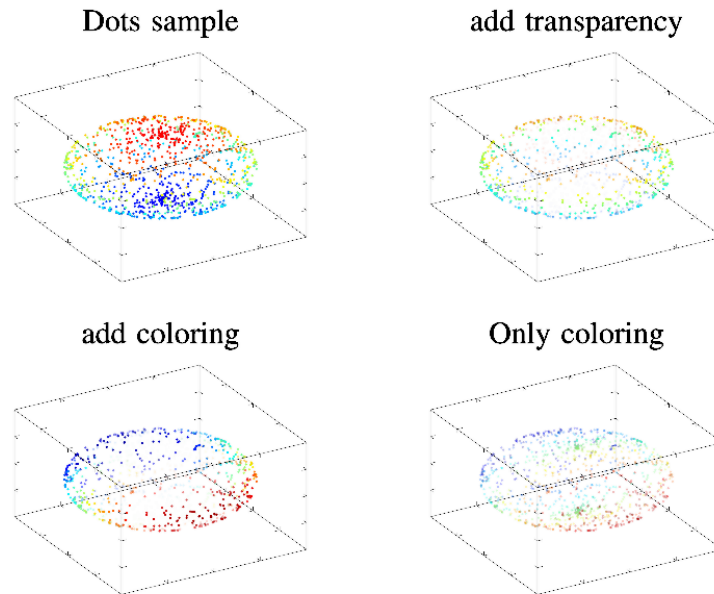 Dots sample
add transparency
add coloring
Only coloring